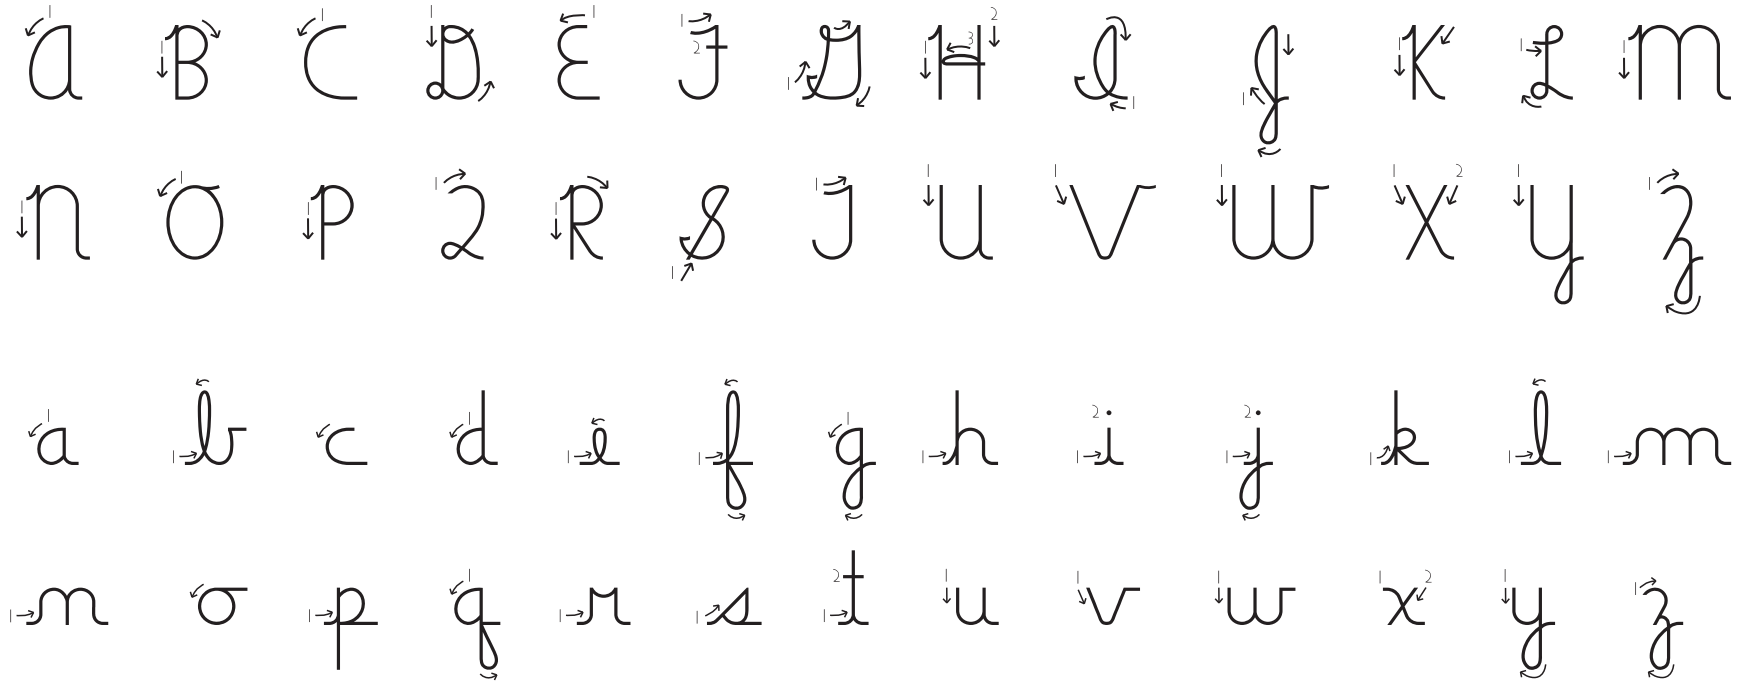 A B C D E F G H I J K L M
N O P Q R S T U V W X Y Z
a b c d e f g h i j k l m
n o p q r s t u v w x y z